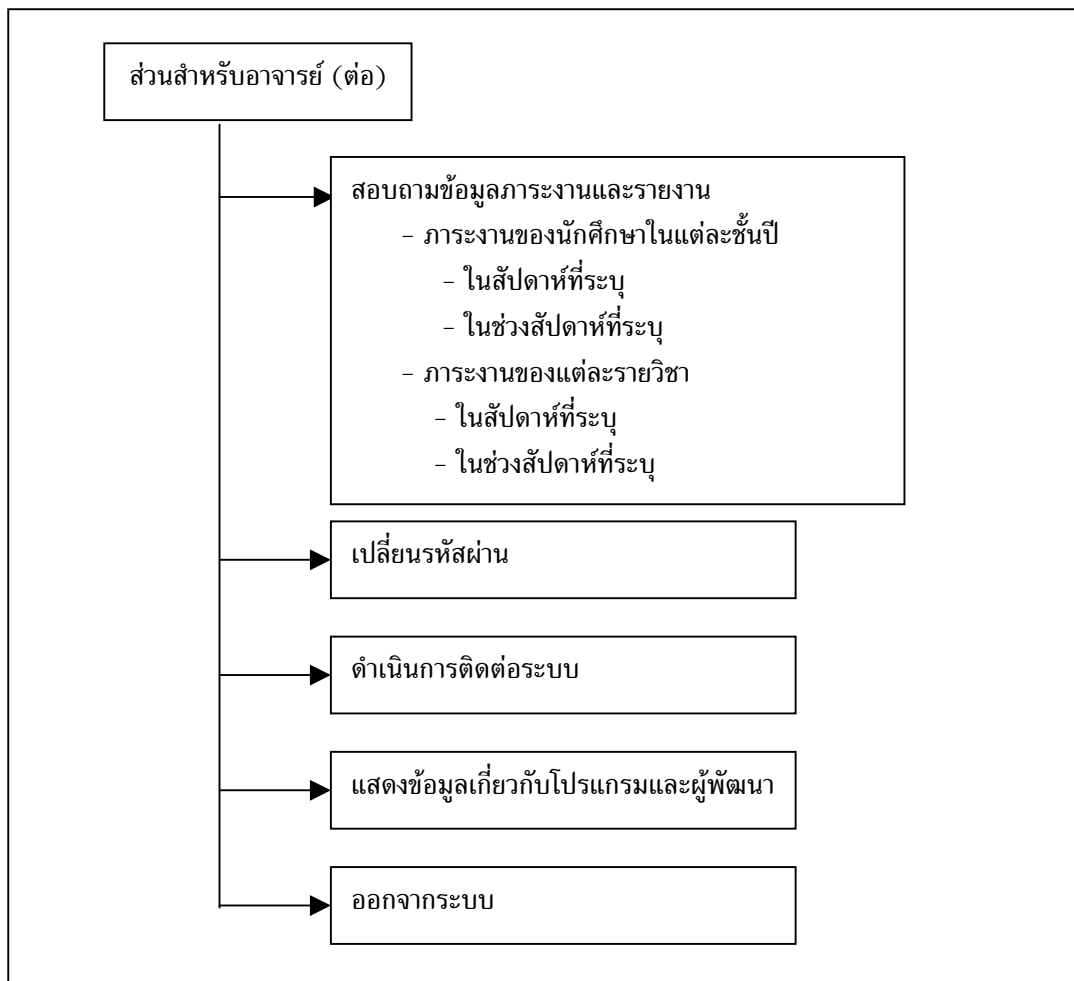 ส่วนสำหรับอาจารย์ (ต่อ)
สอบถามข้อมูลภาระงานและรายงาน
- ภาระงานของนักศึกษาในแต่ละชั้นปี
- ในสัปดาห์ที่ระบุ
- ในช่วงสัปดาห์ที่ระบุ
- ภาระงานของแต่ละรายวิชา
- ในสัปดาห์ที่ระบุ
- ในช่วงสัปดาห์ที่ระบุ
เปลี่ยนรหัสผ่าน
ดำเนินการติดต่อระบบ
แสดงข้อมูลเกี่ยวกับโปรแกรมและผู้พัฒนา
ออกจากระบบ